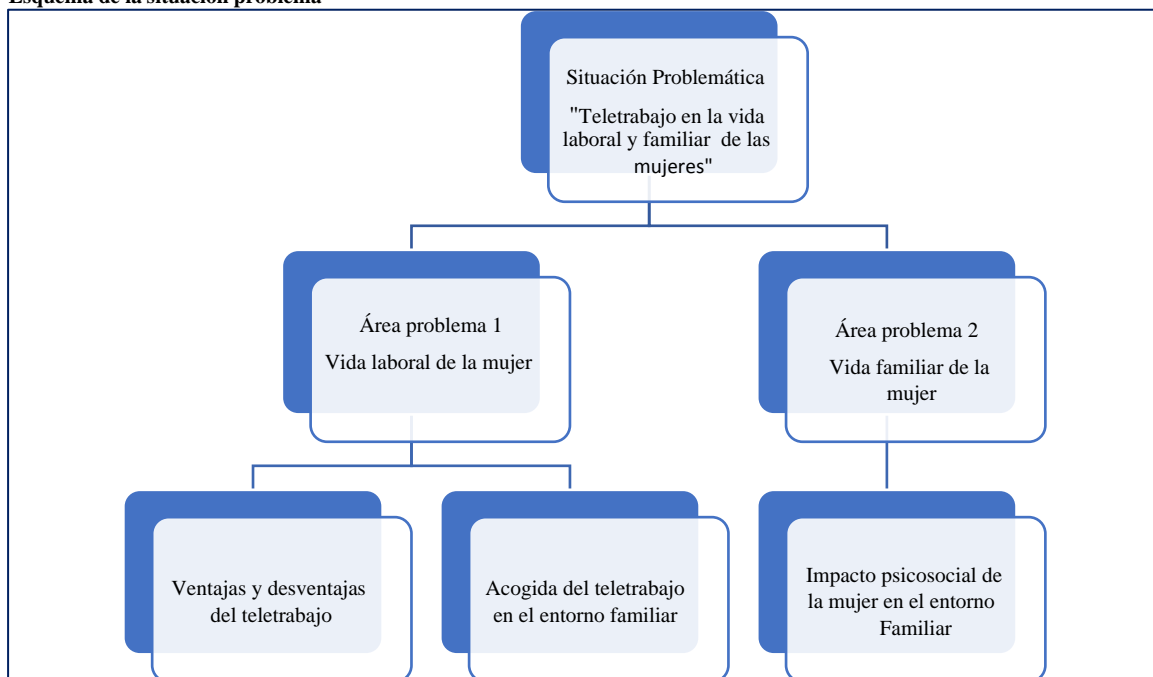 Esquema de la situación problema
Situación Problemática
"Teletrabajo en la vida
laboral y familiar de las
mujeres"
Área problema 1
Vida laboral de la mujer
Área problema 2
Vida familiar de la
mujer
Ventajas y desventajas
del teletrabajo
Acogida del teletrabajo
en el entorno familiar
Impacto psicosocial de
la mujer en el entorno
Familiar